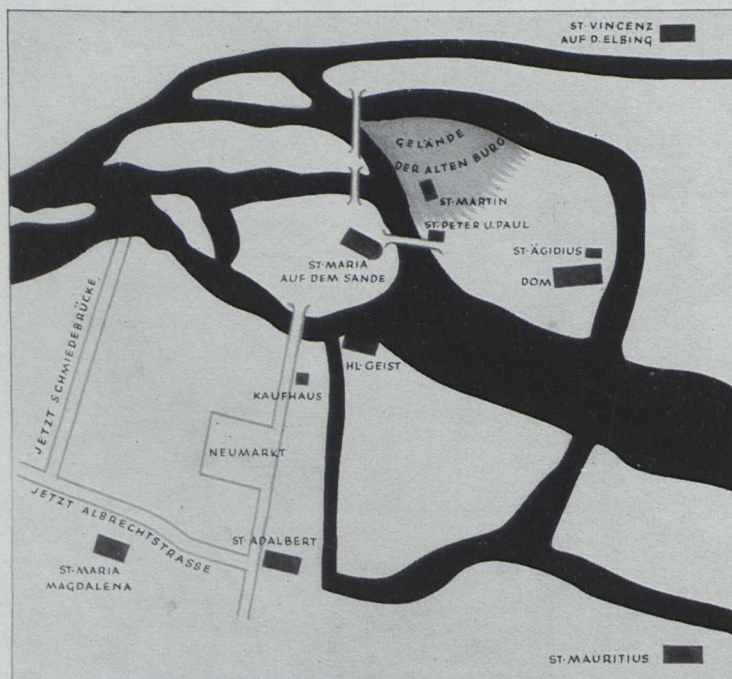 ST·VINCENZ
AUF D. ELBING
GELÄNDE
DER ALTEN BURG
ST·MARTIN
ST·PETER U. PAUL
ST·ÄGIDIUS
DOM
ST·MARIA
AUF DEM SANDE
JETZT SCHMIEDEBRÜCKE
HL·GEIST
KAUFHAUS
NEUMARKT
JETZT ALBRECHTSTRASSE
ST·ADALBERT
ST·MARIA
MAGDALENA
ST·MAURITIUS